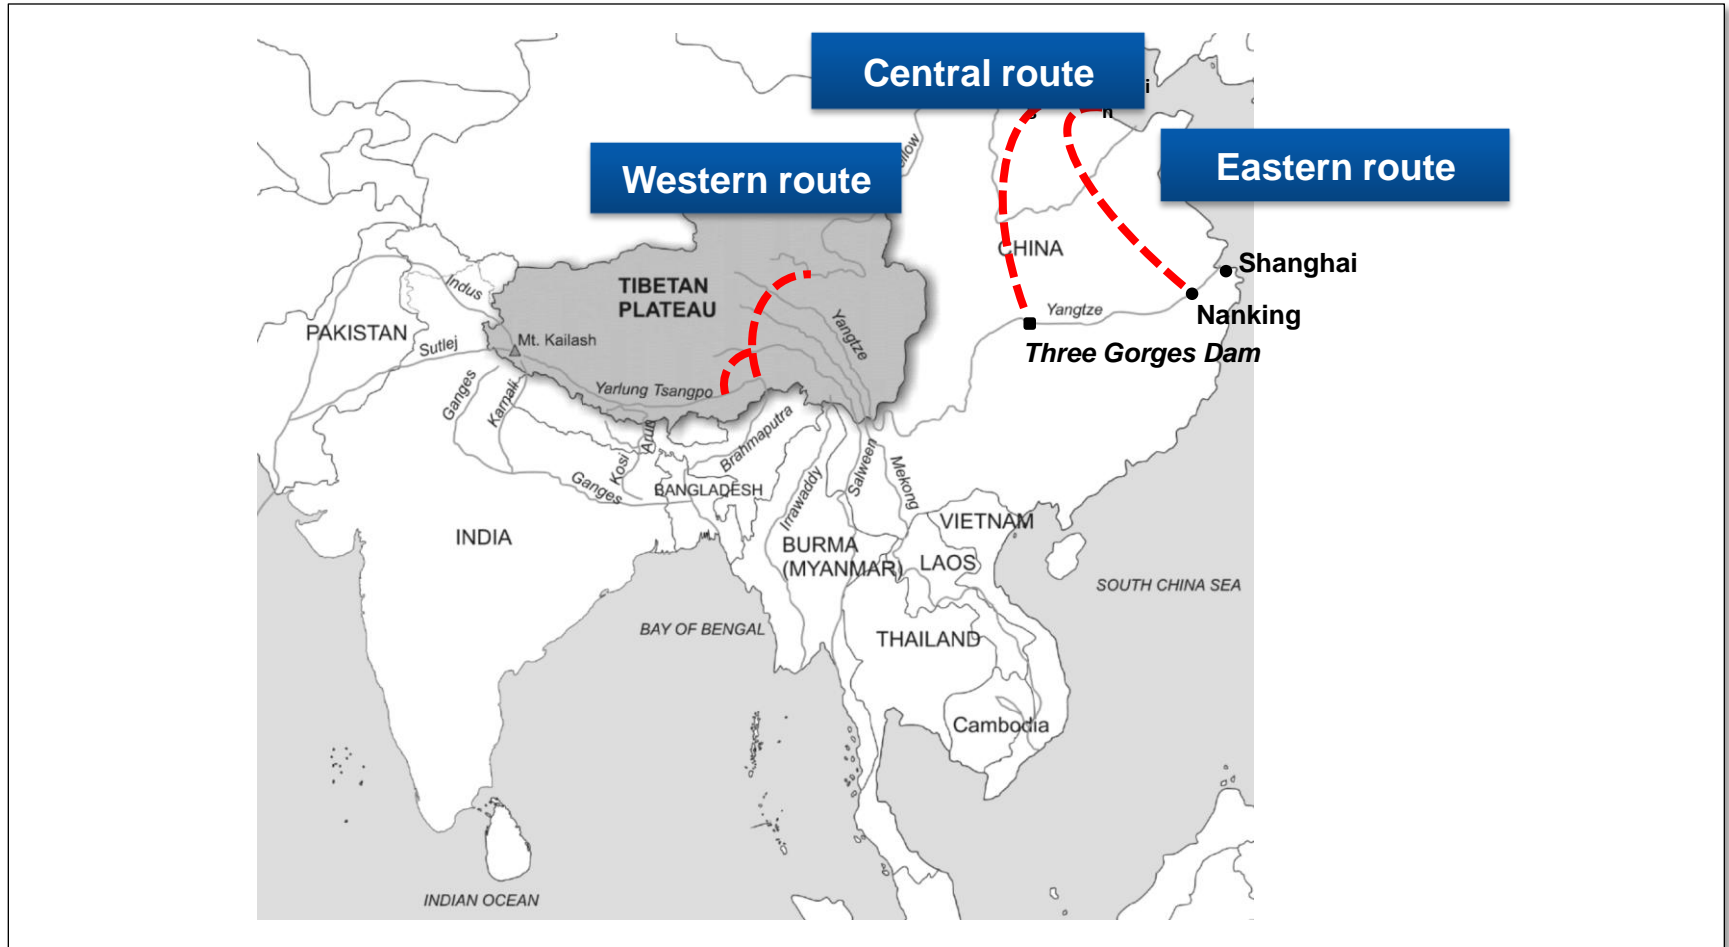 Central route
Eastern route
Western route
CHINA
Shanghai
TIBETAN
PLATEAU
Indus
Yangtze
Nanking
Yangtze
PAKISTAN
Mt. Kailash
Sutlej
Three Gorges Dam
Ganges
Karnali
Yarlung Tsangpo
Arun
Brahmaputra
Kosi
Salween
Mekong
Ganges
BANGLADESH
Irrawaddy
INDIA
VIETNAM
BURMA
(MYANMAR)
LAOS
SOUTH CHINA SEA
BAY OF BENGAL
THAILAND
Cambodia
INDIAN OCEAN